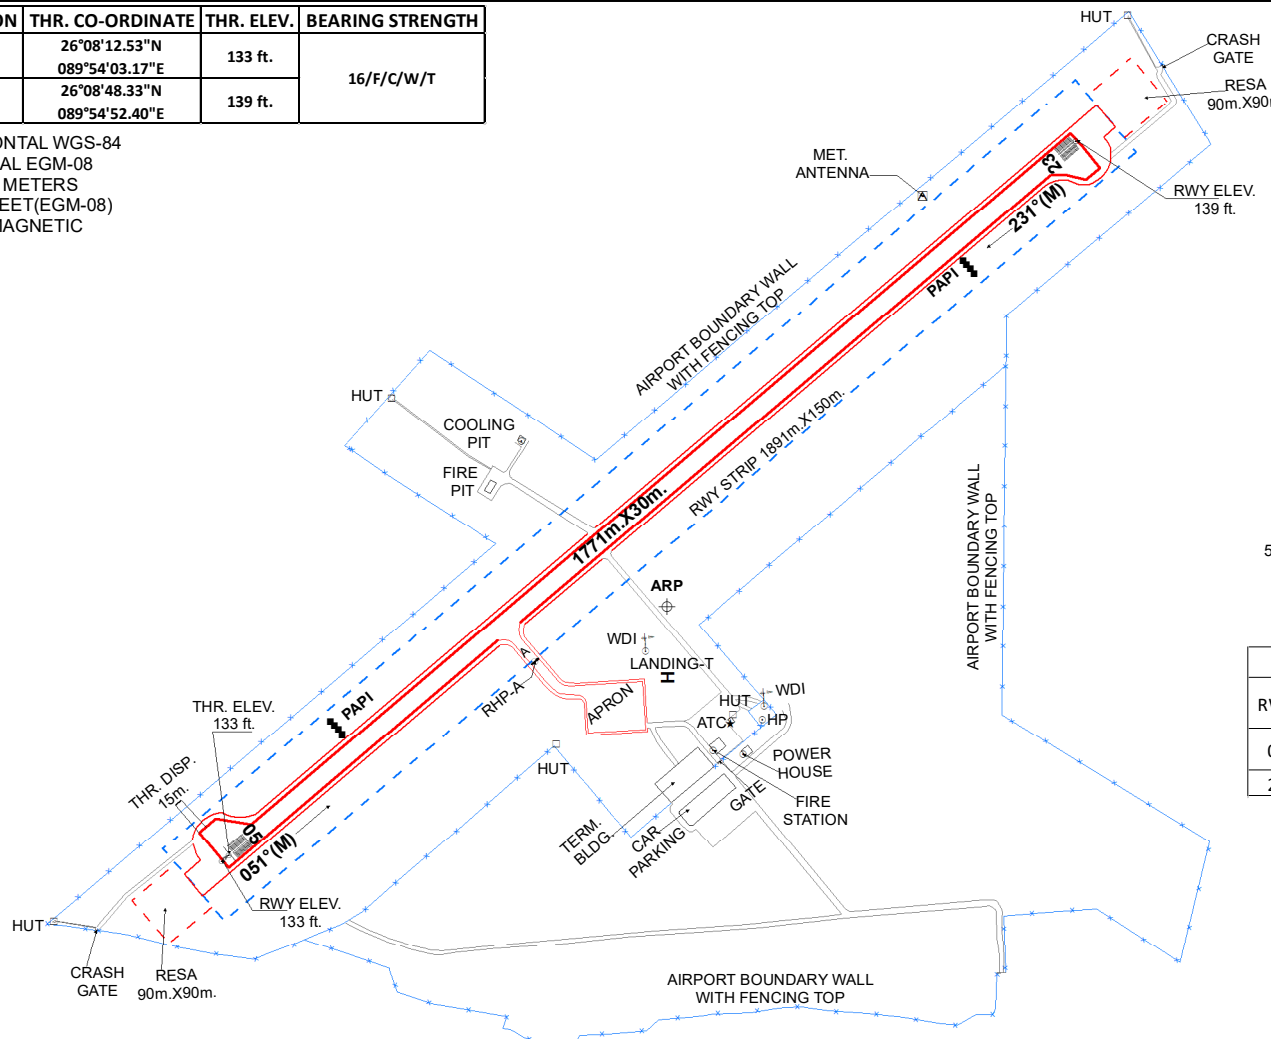 ON THR. CO-ORDINATE THR. ELEV. BEARING STRENGTH
26°08'12.53"N
089°54'03.17"E
133 ft.
16/F/C/W/T
26°08'48.33"N
089°54'52.40"E
139 ft.
ONTAL WGS-84
AL EGM-08
METERS
EET(EGM-08)
MAGNETIC
HUT
CRASH
GATE
RESA
90m.X90m
MET.
ANTENNA
23
231°(M)
RWY ELEV.
139 ft.
PAPI
AIRPORT BOUNDARY WALL
WITH FENCING TOP
HUT
COOLING
PIT
FIRE
PIT
RWY STRIP 1891m.X150m.
1771m.X30m.
AIRPORT BOUNDARY WALL
WITH FENCING TOP
5
ARP
WDI
LANDING-T
H
A
RHP-A
APRON
HUT
WDI
ATC
HP
POWER
HOUSE
GATE
FIRE
STATION
HUT
TERM.
BLDG.
CAR
PARKING
THR. ELEV.
133 ft.
PAPI
THR. DISP.
15m.
05
051°(M)
RWY ELEV.
133 ft.
HUT
CRASH
GATE
RESA
90m.X90m.
AIRPORT BOUNDARY WALL
WITH FENCING TOP
2